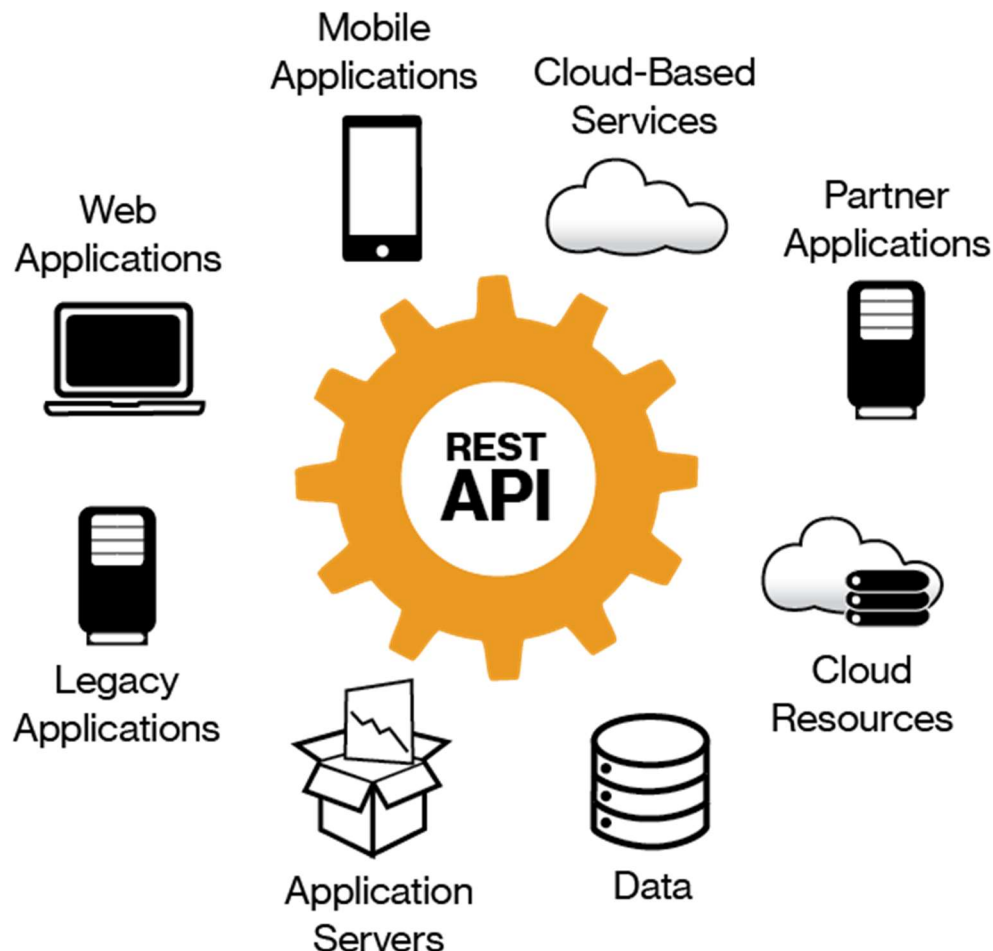 Mobile
Applications
Cloud-Based
Services
Web
Applications
Partner
Applications
REST
API
Legacy
Applications
Cloud
Resources
Application
Servers
Data